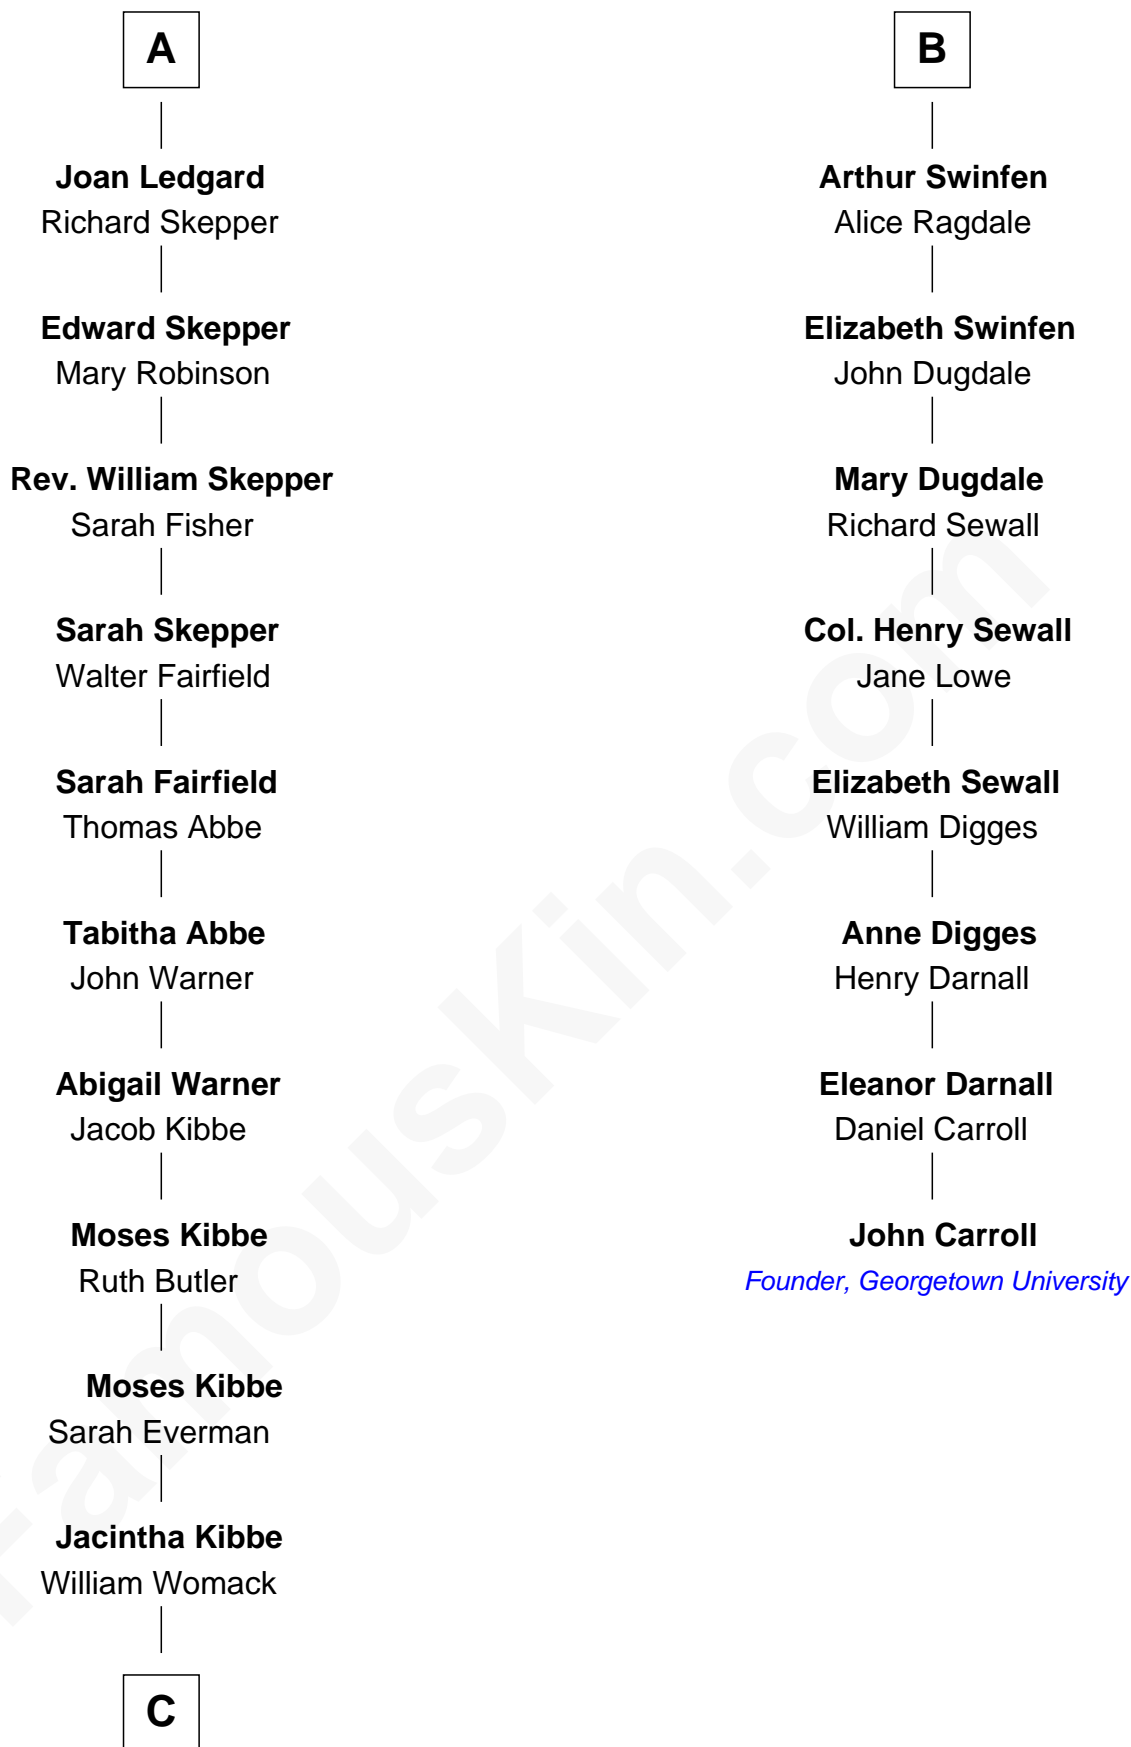 A
Joan Ledgard
Richard Skepper
Edward Skepper
Mary Robinson
Rev. William Skepper
Sarah Fisher
Sarah Skepper
Walter Fairfield
Sarah Fairfield
Thomas Abbe
Tabitha Abbe
John Warner
Abigail Warner
Jacob Kibbe
Moses Kibbe
Ruth Butler
Moses Kibbe
Sarah Everman
Jacintha Kibbe
William Womack
C
B
Arthur Swinfen
Alice Ragdale
Elizabeth Swinfen
John Dugdale
Mary Dugdale
Richard Sewall
Col. Henry Sewall
Jane Lowe
Elizabeth Sewall
William Digges
Anne Digges
Henry Darnall
Eleanor Darnall
Daniel Carroll
John Carroll
Founder, Georgetown University
FamousKin.com